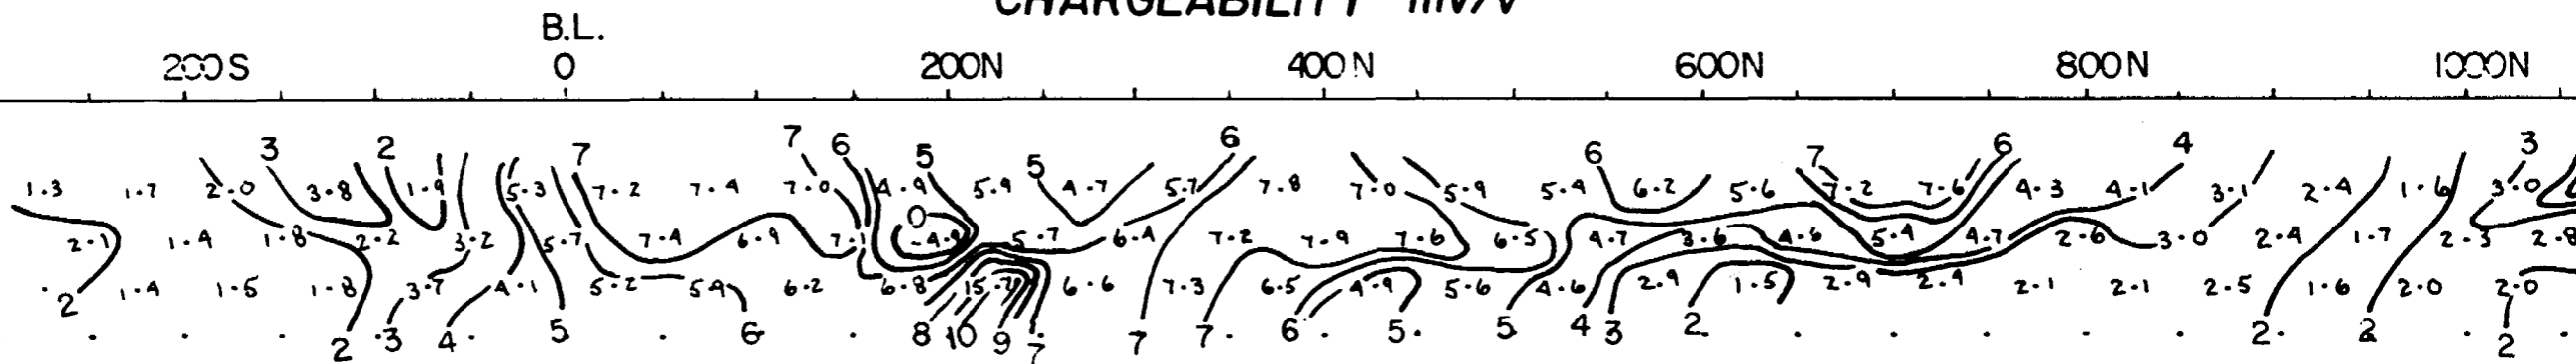 CHARGEABILITY mV/V
B.L.
200S 0 200N 400N 600N 800N 1000N
3 2 7 7 6 5 5 6 6 7 6 4 3
1.3 1.7 2.0 3.8 1.9 5.3 7.2 7.4 7.0 4.9 5.9 4.7 5.7 7.8 7.0 5.9 5.4 6.2 5.6 7.2 7.6 4.3 4.1 3.1 2.4 1.6 3.0
0
2.1 1.4 1.8 2.2 3.2 5.7 7.4 6.9 -4.9 5.7 6.4 7.2 7.9 7.6 6.5 4.7 3.6 4.6 5.4 4.7 2.6 3.0 2.4 1.7 2.3 2.8
1.4 1.5 1.8 3.7 4.1 5.2 5.9 6.2 6.8 15.7 6.6 7.3 6.5 4.9 5.6 4.6 2.9 1.5 2.9 2.4 2.1 2.1 2.5 1.6 2.0 2.0
2 2 3 4 5 6 8 10 9 7 7 7 6 5 5 4 3 2 2 2 2